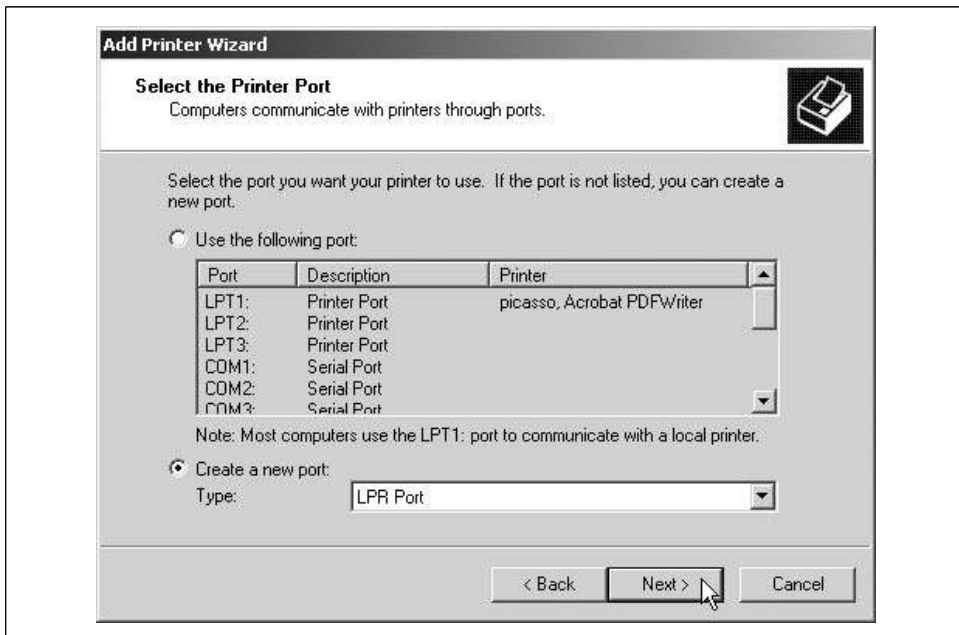 Add Printer Wizard
Select the Printer Port
Computers communicate with printers through ports.
Select the port you want your printer to use. If the port is not listed, you can create a
new port.
Use the following port:
Port Description Printer
LPT1: Printer Port picasso, Acrobat PDFWriter
LPT2: Printer Port
LPT3: Printer Port
COM1: Serial Port
COM2: Serial Port
COM3: Serial Port
Note: Most computers use the LPT1: port to communicate with a local printer.
Create a new port:
Type: LPR Port
< Back Next > Cancel